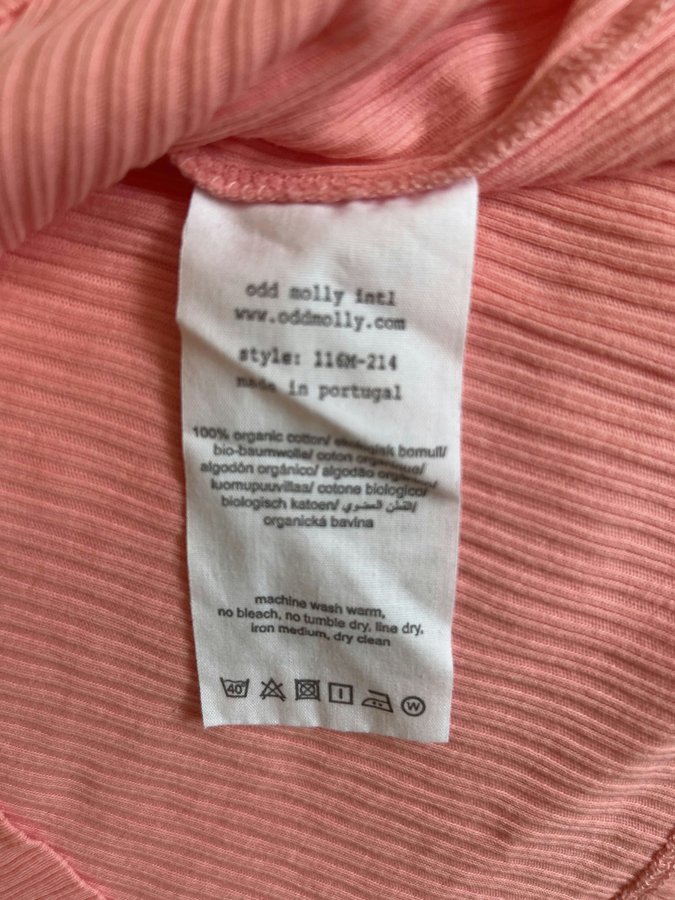 odd molly intl
www.oddmolly.com
style: 116M-214
made in portugal
100% organic cotton/ ekologisk bomull/
bio-baumwolle/ coton organique/
algodón orgánico/ algodão orgânico/
luomupuuvillaa/ cotone biologico/
biologisch katoen/ القطن العضوي/
organická bavlna
machine wash warm,
no bleach, no tumble dry, line dry,
iron medium, dry clean
40° W